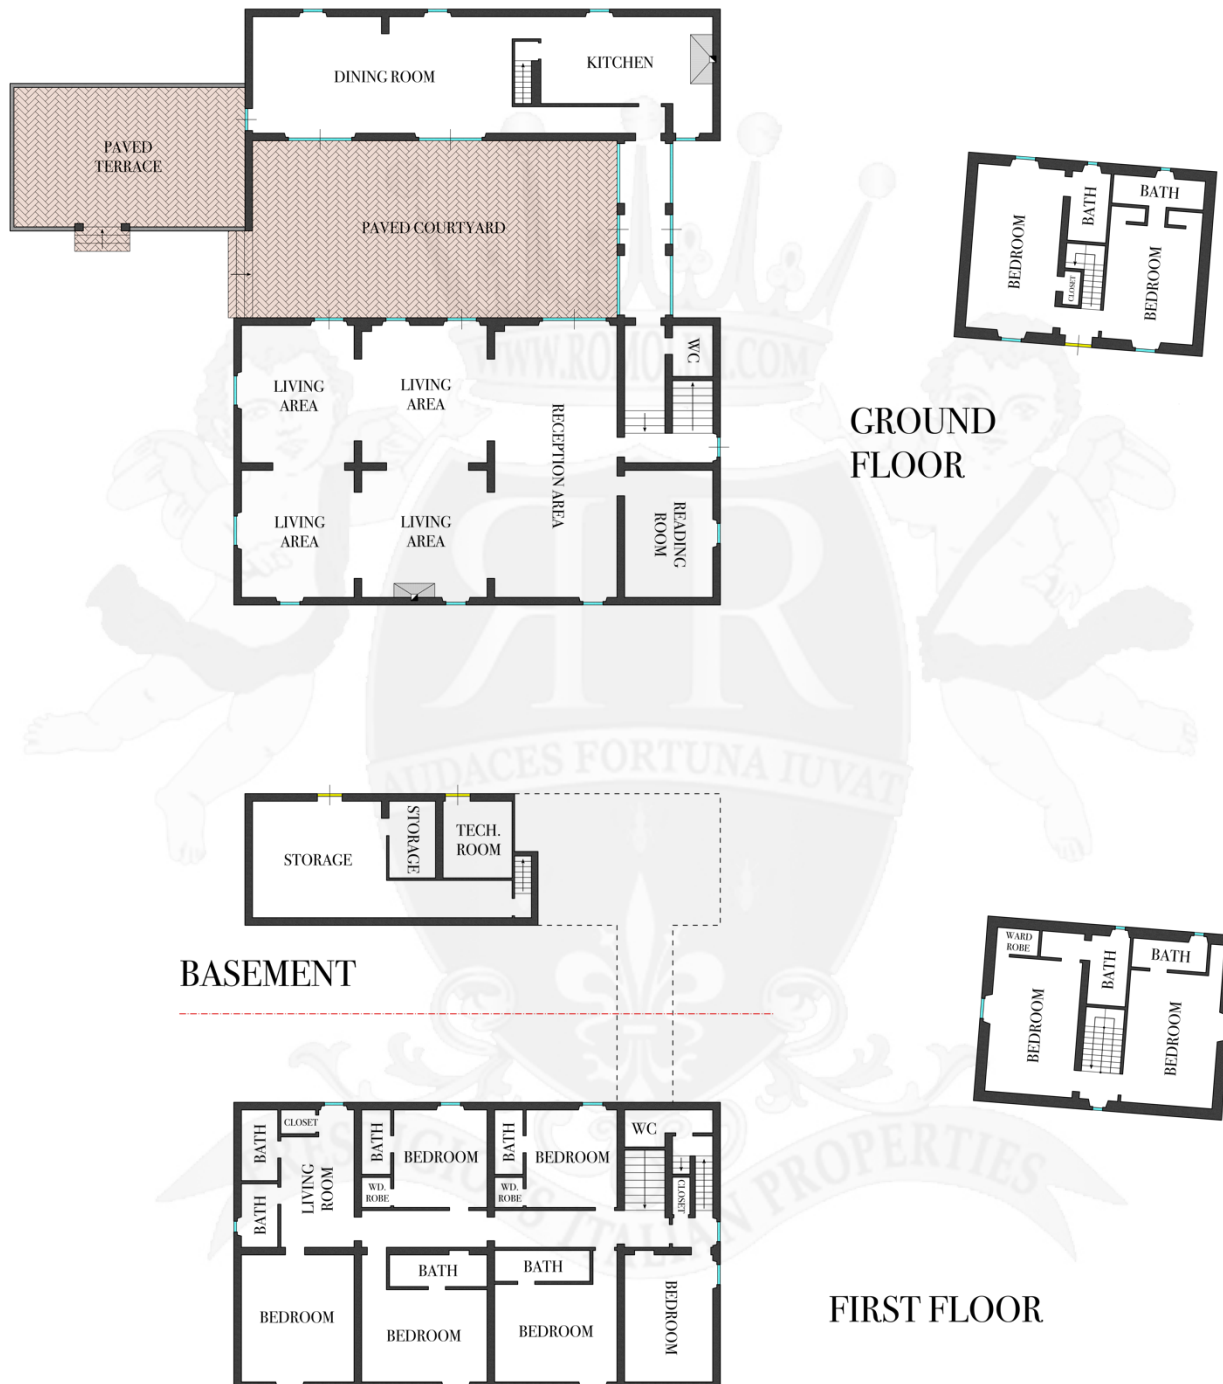 KITCHEN
DINING ROOM
PAVED
TERRACE
PAVED COURTYARD
BEDROOM
BATH
BATH
CLOSET
BEDROOM
WWW.ROMOLINI.COM
WC
LIVING
AREA
LIVING
AREA
RECEPTION AREA
GROUND
FLOOR
LIVING
AREA
LIVING
AREA
READING
ROOM
RR
AUDACES FORTUNA IUVAT
STORAGE
STORAGE
TECH.
ROOM
BASEMENT
WARD
ROBE
BATH
BATH
BEDROOM
BEDROOM
PRESTIGIOUS ITALIAN PROPERTIES
BATH
CLOSET
LIVING
ROOM
BATH
BATH
WD.
ROBE
BEDROOM
BATH
WD.
ROBE
BEDROOM
WC
CLOSET
BEDROOM
BATH
BEDROOM
BATH
BEDROOM
BEDROOM
FIRST FLOOR